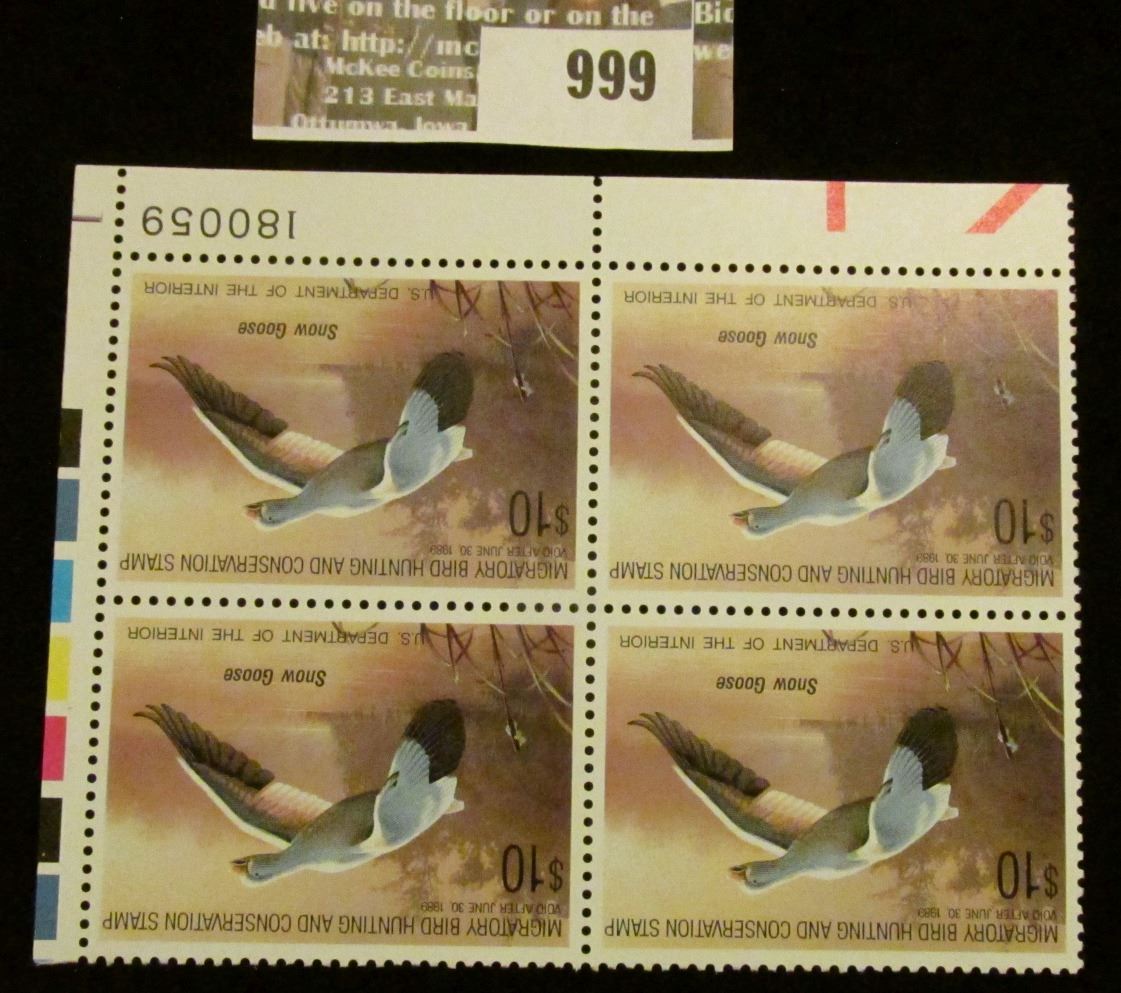 live on the floor or on the
at: http://mc
McKee Coins
213 East Ma
Ottumwa, Iowa
999
180059
MIGRATORY BIRD HUNTING AND CONSERVATION STAMP
VOID AFTER JUNE 30, 1989
$10
Snow Goose
U.S. DEPARTMENT OF THE INTERIOR
MIGRATORY BIRD HUNTING AND CONSERVATION STAMP
VOID AFTER JUNE 30, 1989
$10
Snow Goose
U.S. DEPARTMENT OF THE INTERIOR
MIGRATORY BIRD HUNTING AND CONSERVATION STAMP
VOID AFTER JUNE 30, 1989
$10
Snow Goose
U.S. DEPARTMENT OF THE INTERIOR
MIGRATORY BIRD HUNTING AND CONSERVATION STAMP
VOID AFTER JUNE 30, 1989
$10
Snow Goose
U.S. DEPARTMENT OF THE INTERIOR